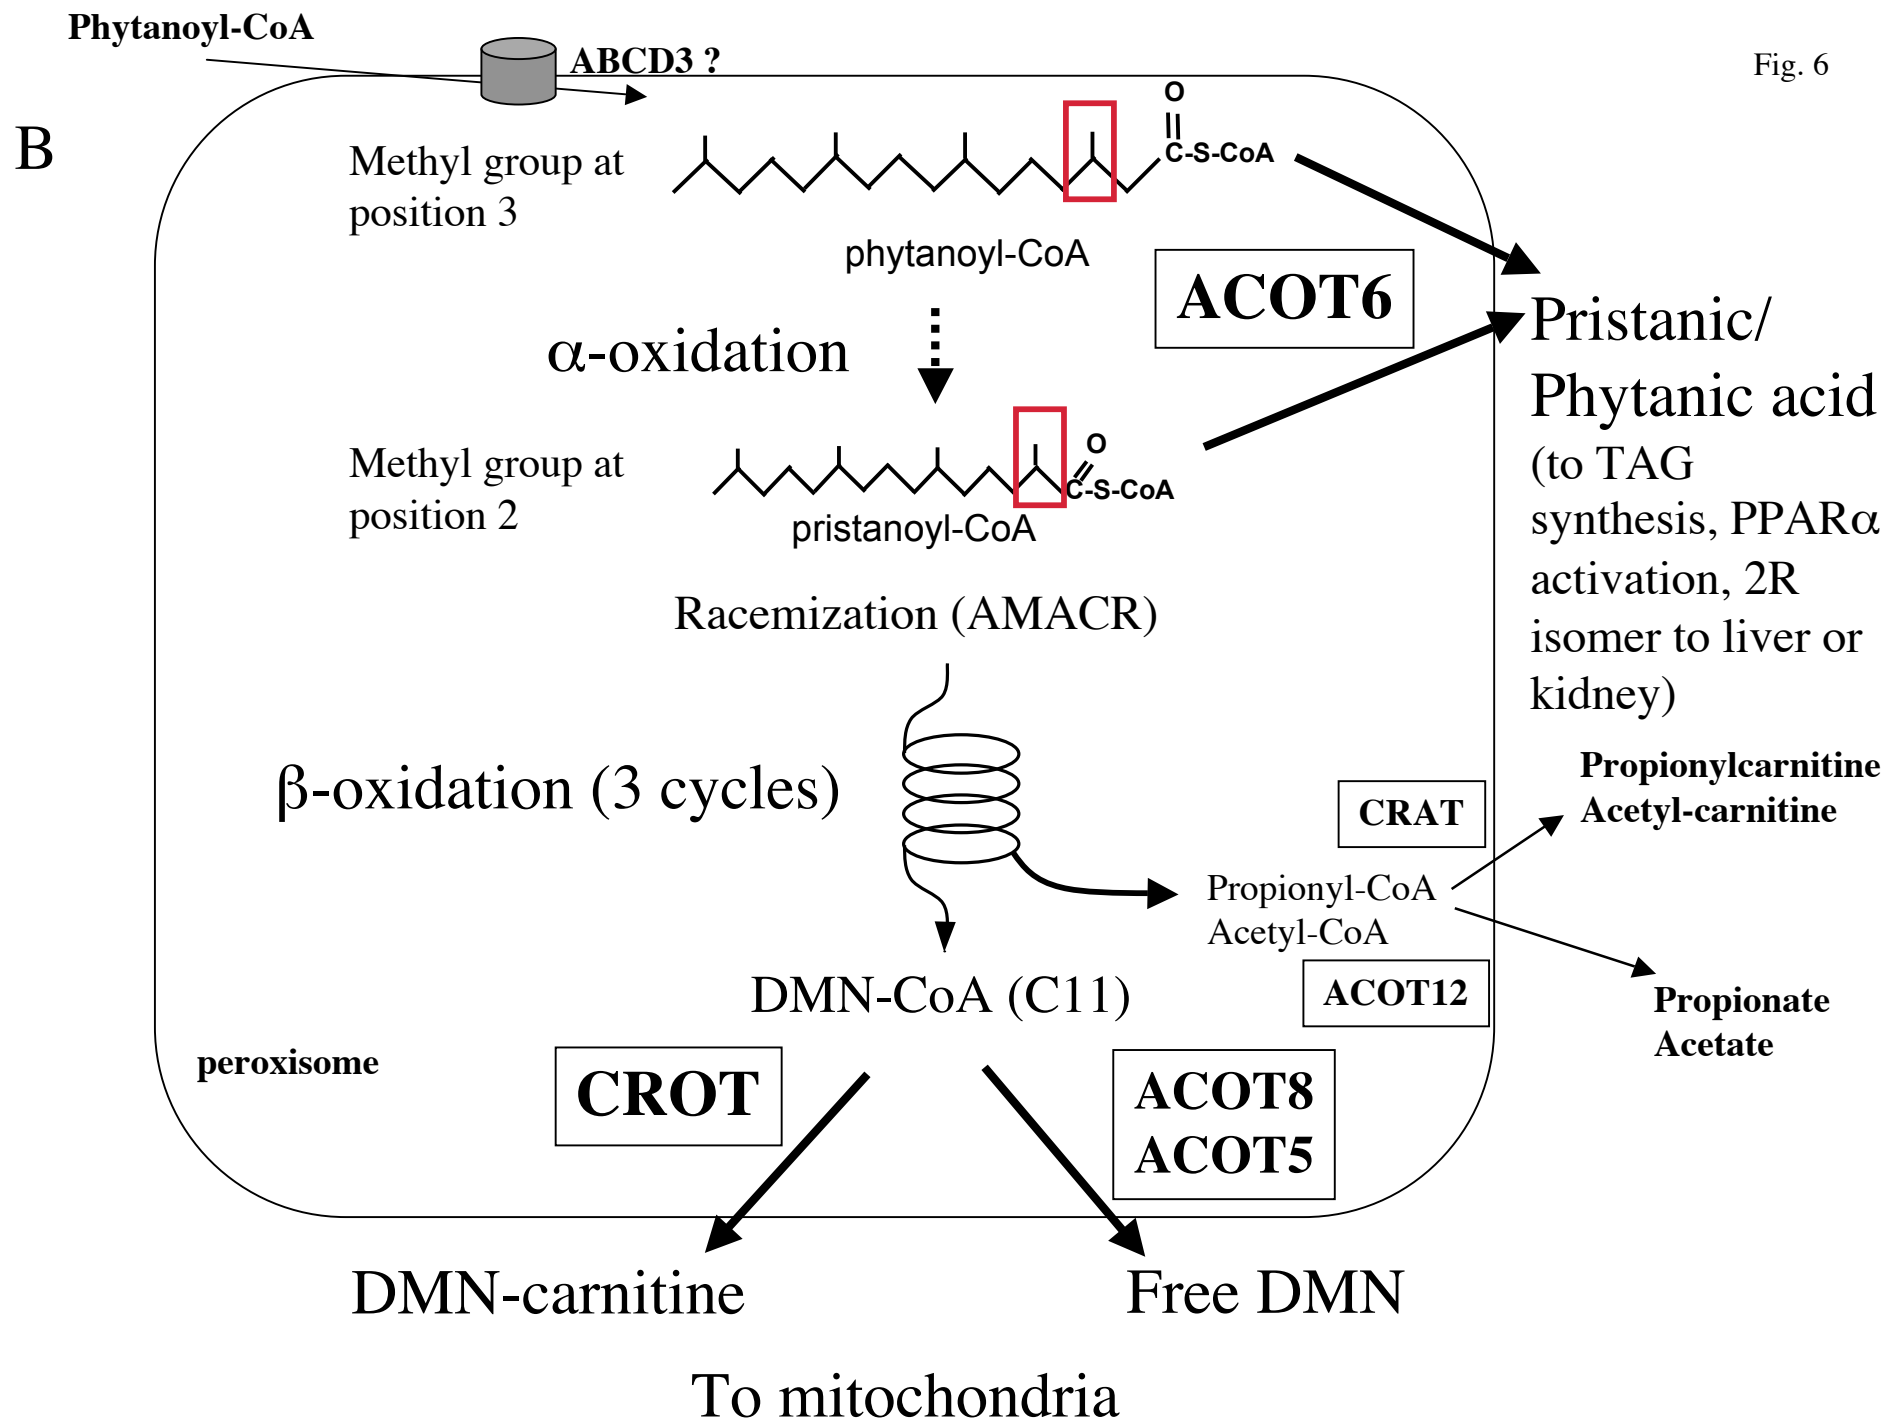 Phytanoyl-CoA
ABCD3 ?
Fig. 6
B
O
Methyl group at
position 3
C-S-CoA
phytanoyl-CoA
ACOT6
α-oxidation
Pristanic/
Phytanic acid
(to TAG
synthesis, PPARα
activation, 2R
isomer to liver or
kidney)
O
Methyl group at
position 2
C-S-CoA
pristanoyl-CoA
Racemization (AMACR)
β-oxidation (3 cycles)
Propionylcarnitine
Acetyl-carnitine
CRAT
Propionyl-CoA
Acetyl-CoA
ACOT12
Propionate
Acetate
DMN-CoA (C11)
peroxisome
CROT
ACOT8
ACOT5
DMN-carnitine
Free DMN
To mitochondria